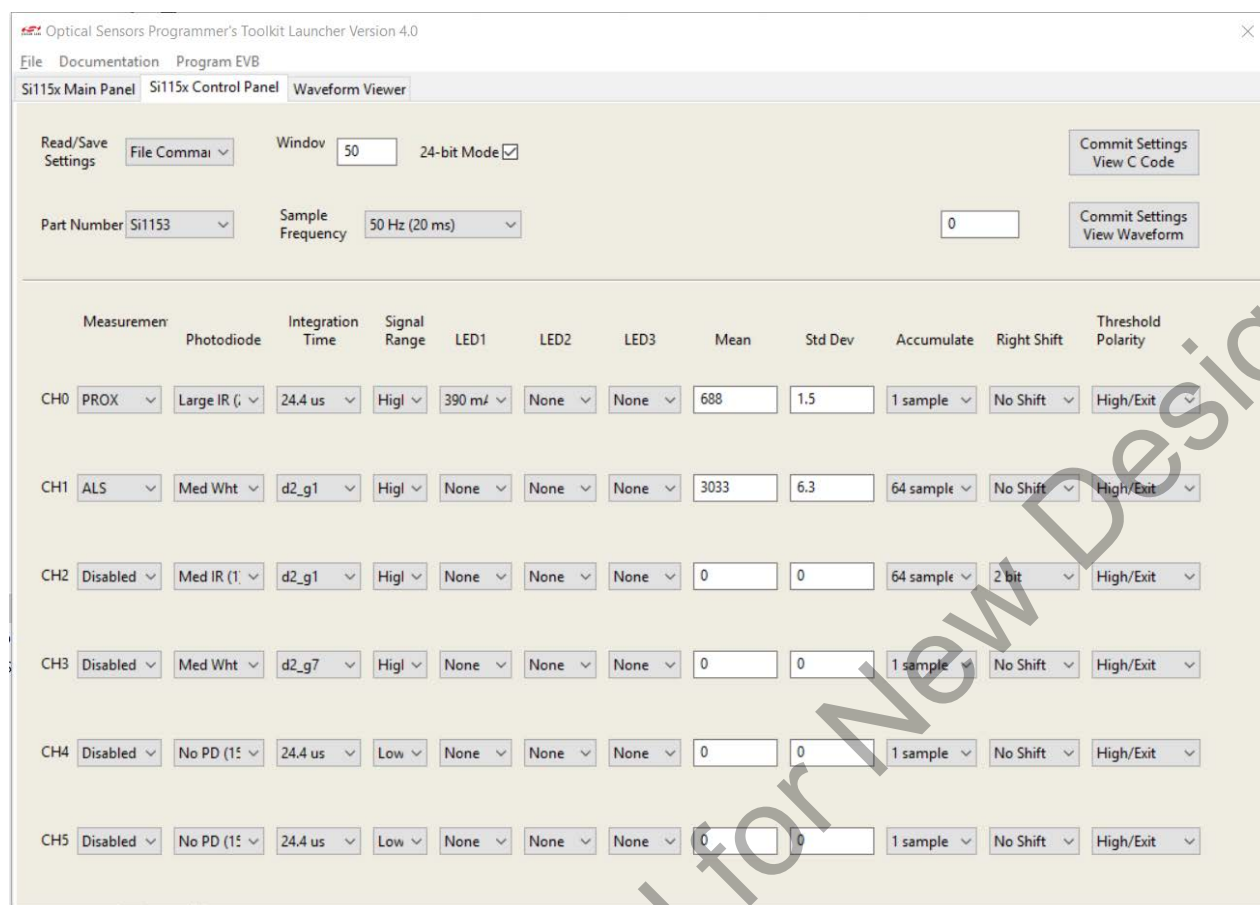 Optical Sensors Programmer's Toolkit Launcher Version 4.0
File Documentation Program EVB
Si115x Main Panel Si115x Control Panel Waveform Viewer
Read/Save Settings File Commai Windov 50 24-bit Mode Commit Settings View C Code
Part Number Si1153 Sample Frequency 50 Hz (20 ms) 0 Commit Settings View Waveform
Measuremen Photodiode Integration Time Signal Range LED1 LED2 LED3 Mean Std Dev Accumulate Right Shift Threshold Polarity
CH0 PROX Large IR (2 24.4 us Higl 390 mA None None 688 1.5 1 sample No Shift High/Exit
CH1 ALS Med Wht d2_g1 Higl None None None 3033 6.3 64 sample No Shift High/Exit
CH2 Disabled Med IR (1) d2_g1 Higl None None None 0 0 64 sample 2 bit High/Exit
CH3 Disabled Med Wht d2_g7 Higl None None None 0 0 1 sample No Shift High/Exit
CH4 Disabled No PD (15 24.4 us Low None None None 0 0 1 sample No Shift High/Exit
CH5 Disabled No PD (15 24.4 us Low None None None 0 0 1 sample No Shift High/Exit
for New Desig